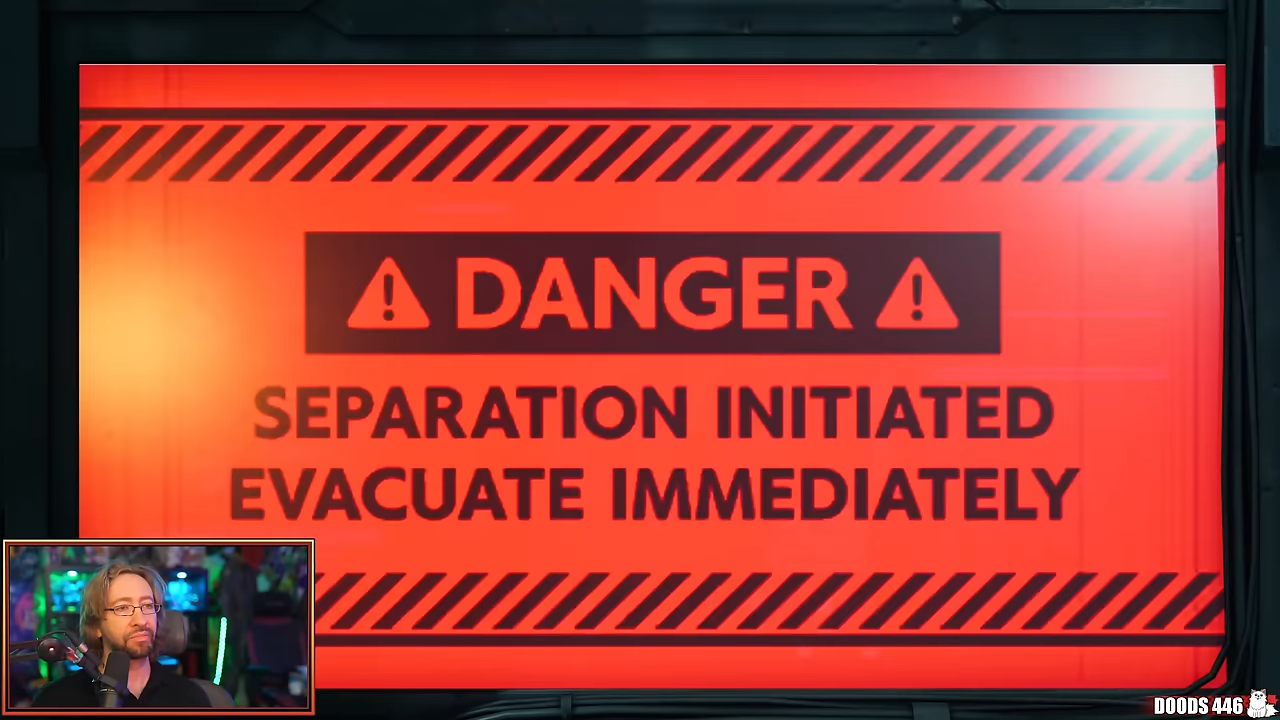 DANGER
SEPARATION INITIATED
EVACUATE IMMEDIATELY
DOODS 446